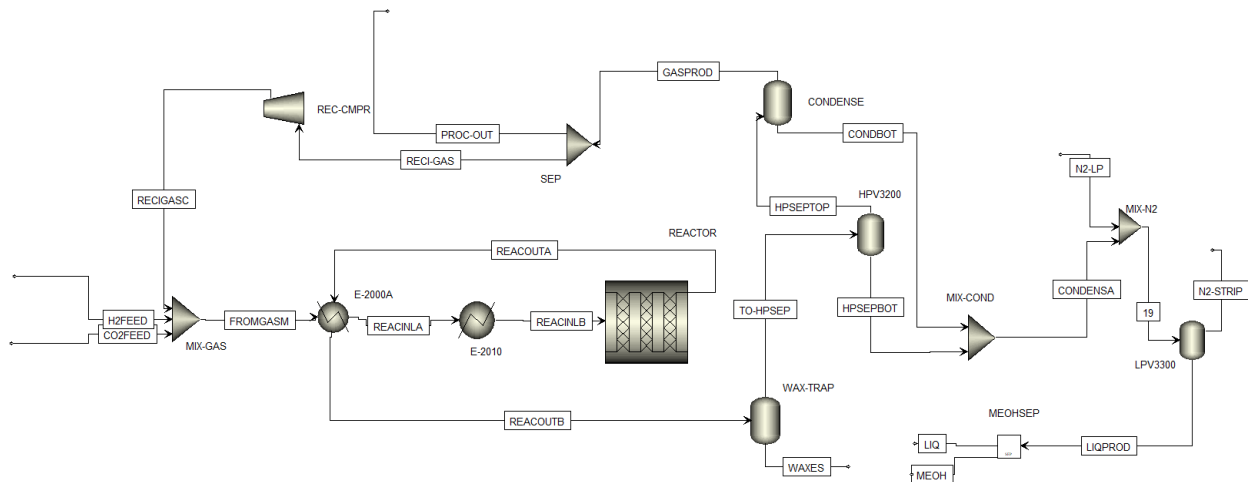 GASPROD
CONDENSE
REC-CMPR
PROC-OUT
CONDBOT
RECI-GAS
SEP
N2-LP
RECIGASC
HPV3200
HPSEPTOP
MIX-N2
REACTOR
REACOUTA
N2-STRIP
E-2000A
CONDENSA
MIX-COND
TO-HPSEP
HPSEPBOT
19
H2FEED
FROMGASM
REACINLA
REACINLB
CO2FEED
MIX-GAS
E-2010
LPV3300
WAX-TRAP
MEOHSEP
REACOUTB
LIQ
LIQPROD
SEP
WAXES
MEOH